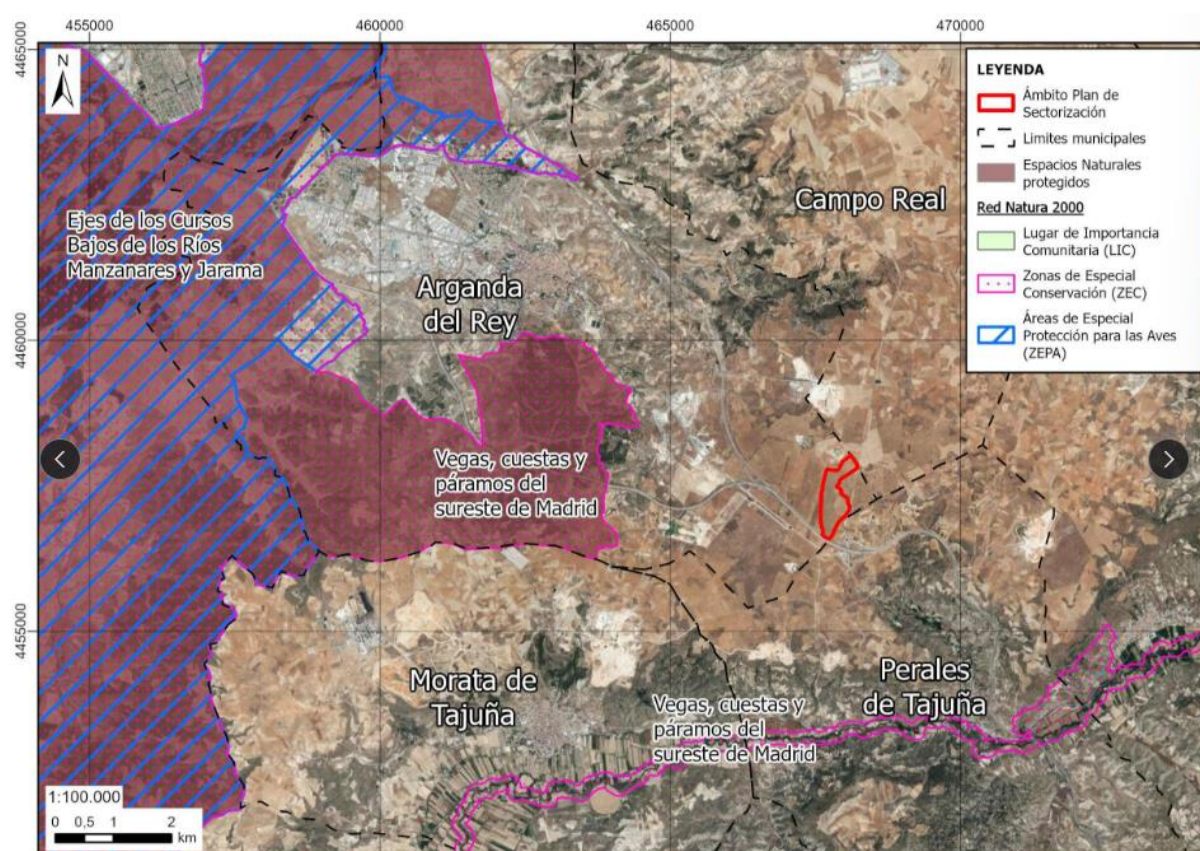 455000
460000
465000
470000
4465000
4460000
4455000
N
LEYENDA
Ámbito Plan de
Sectorización
Limites municipales
Espacios Naturales
protegidos
Red Natura 2000
Lugar de Importancia
Comunitaria (LIC)
Zonas de Especial
Conservación (ZEC)
Áreas de Especial
Protección para las Aves
(ZEPA)
Campo Real
Ejes de los Cursos
Bajos de los Ríos
Manzanares y Jarama
Arganda
del Rey
Vegas, cuestas y
páramos del
sureste de Madrid
Morata de
Tajuña
Perales
de Tajuña
Vegas, cuestas y
páramos del
sureste de Madrid
1:100.000
0 0,5 1 2
km